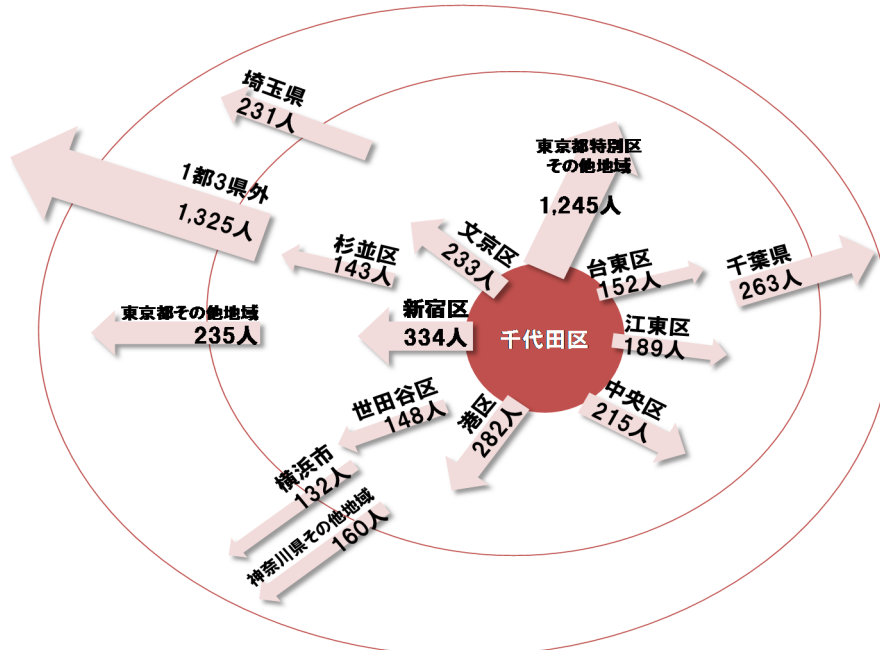 埼玉県
231人
1都3県外
1,325人
東京都特別区
その他地域
1,245人
文京区
233人
杉並区
143人
台東区
152人
千葉県
263人
東京都その他地域
235人
新宿区
334人
千代田区
江東区
189人
世田谷区
148人
港区
282人
中央区
215人
横浜市
132人
神奈川県その他地域
160人